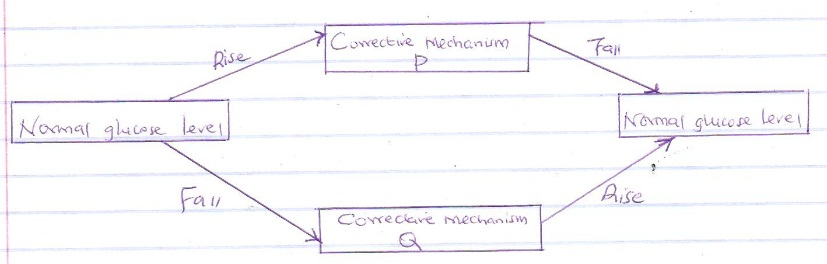 Corrective Mechanism
P
Rise
Fall
Normal glucose level
Normal glucose level
Fall
Rise
Corrective mechanism
Q